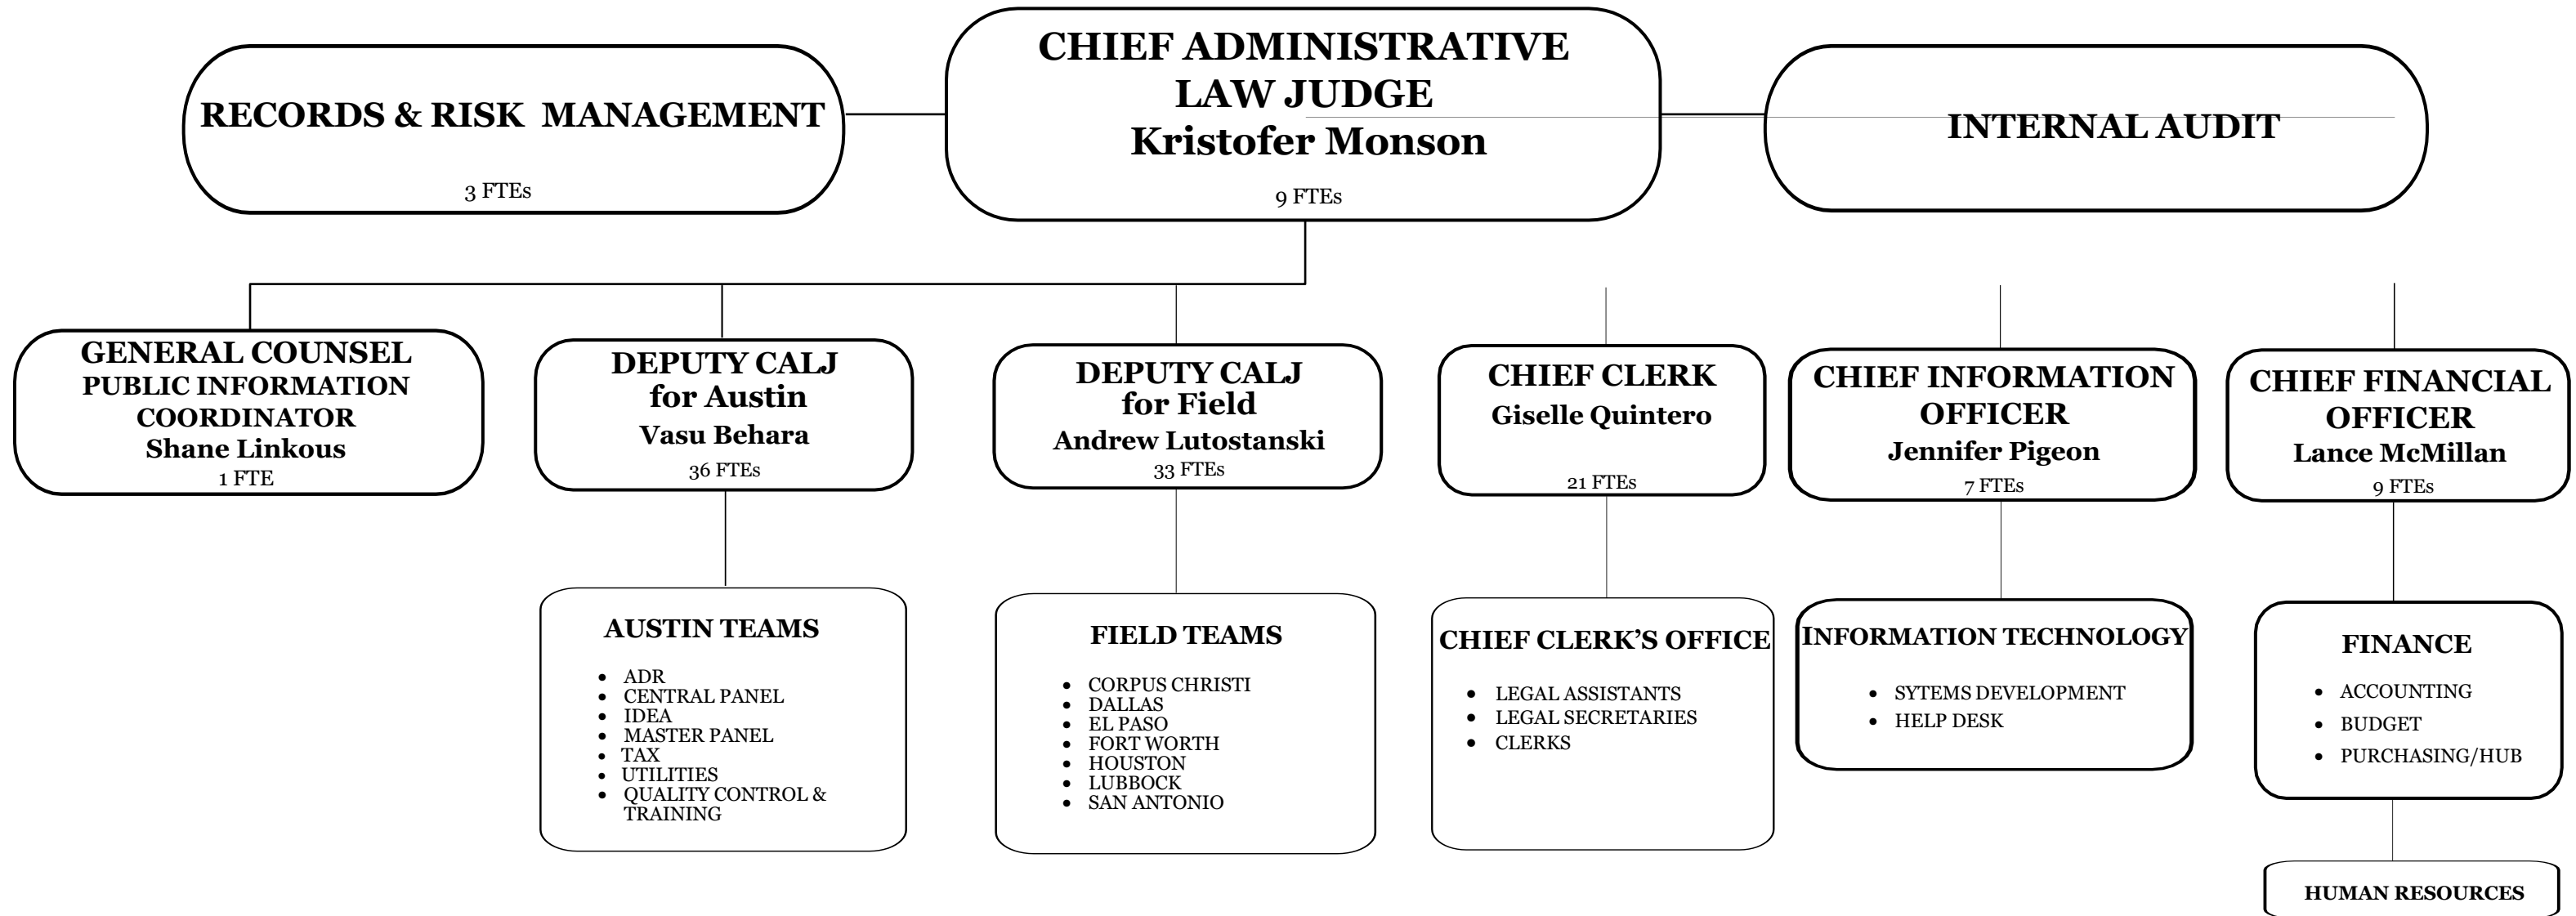 RECORDS & RISK MANAGEMENT
3 FTEs
CHIEF ADMINISTRATIVE
LAW JUDGE
Kristofer Monson
9 FTEs
INTERNAL AUDIT
GENERAL COUNSEL
PUBLIC INFORMATION
COORDINATOR
Shane Linkous
1 FTE
DEPUTY CALJ
for Austin
Vasu Behara
36 FTEs
DEPUTY CALJ
for Field
Andrew Lutostanski
33 FTEs
CHIEF CLERK
Giselle Quintero
21 FTEs
CHIEF INFORMATION
OFFICER
Jennifer Pigeon
7 FTEs
CHIEF FINANCIAL
OFFICER
Lance McMillan
9 FTEs
AUSTIN TEAMS
• ADR
• CENTRAL PANEL
• IDEA
• MASTER PANEL
• TAX
• UTILITIES
• QUALITY CONTROL &
TRAINING
FIELD TEAMS
• CORPUS CHRISTI
• DALLAS
• EL PASO
• FORT WORTH
• HOUSTON
• LUBBOCK
• SAN ANTONIO
CHIEF CLERK’S OFFICE
• LEGAL ASSISTANTS
• LEGAL SECRETARIES
• CLERKS
INFORMATION TECHNOLOGY
• SYTEMS DEVELOPMENT
• HELP DESK
FINANCE
• ACCOUNTING
• BUDGET
• PURCHASING/HUB
HUMAN RESOURCES